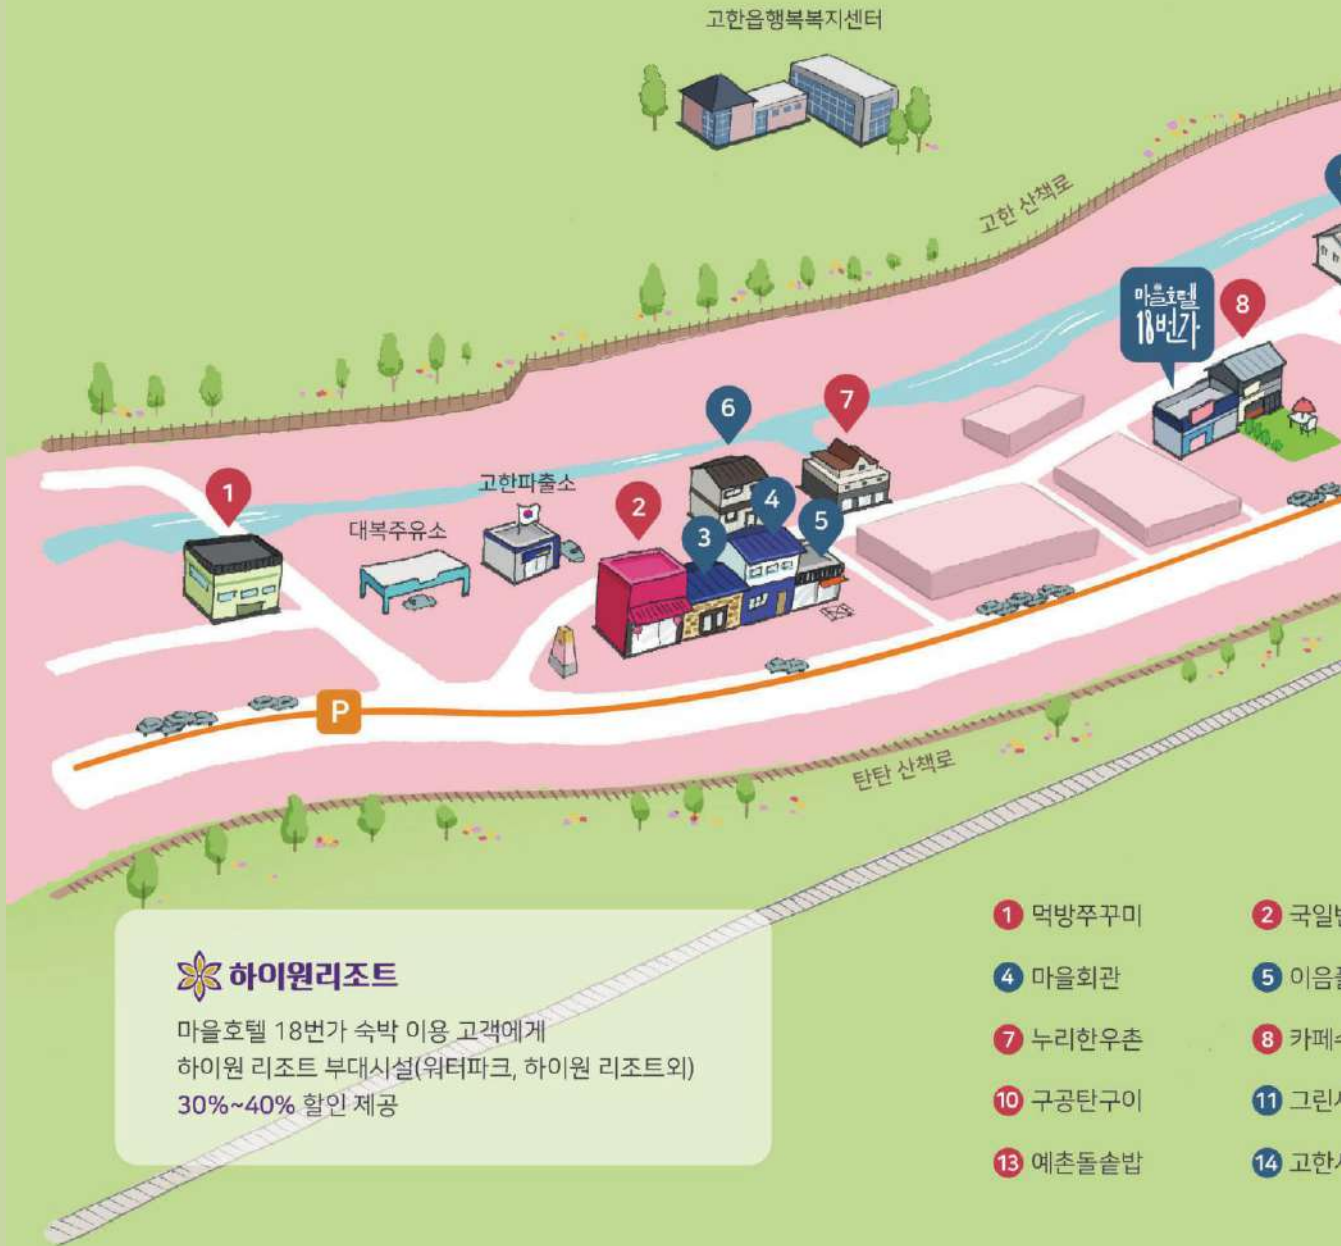 고한읍행복복지센터
고한 산책로
마을호텔
18번가
8
7
6
고한파출소
4
1
2
5
대복주유소
3
P
탄탄 산책로
하이원리조트
마을호텔 18번가 숙박 이용 고객에게
하이원 리조트 부대시설(워터파크, 하이원 리조트외)
30%~40% 할인 제공
1 먹방쭈꾸미
2 국일
4 마을회관
5 이음
7 누리한우촌
8 카페
10 구공탄구이
11 그린
13 예촌돌솥밥
14 고한